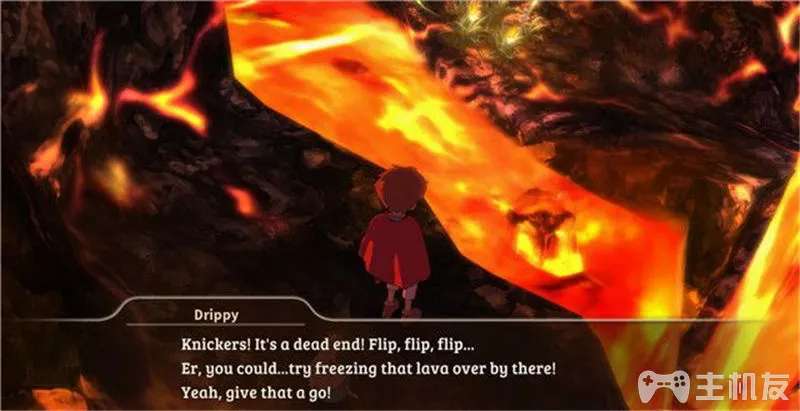 Drippy
Knickers! It's a dead end! Flip, flip, flip...
Er, you could...try freezing that lava over by there!
Yeah, give that a go!
主机友